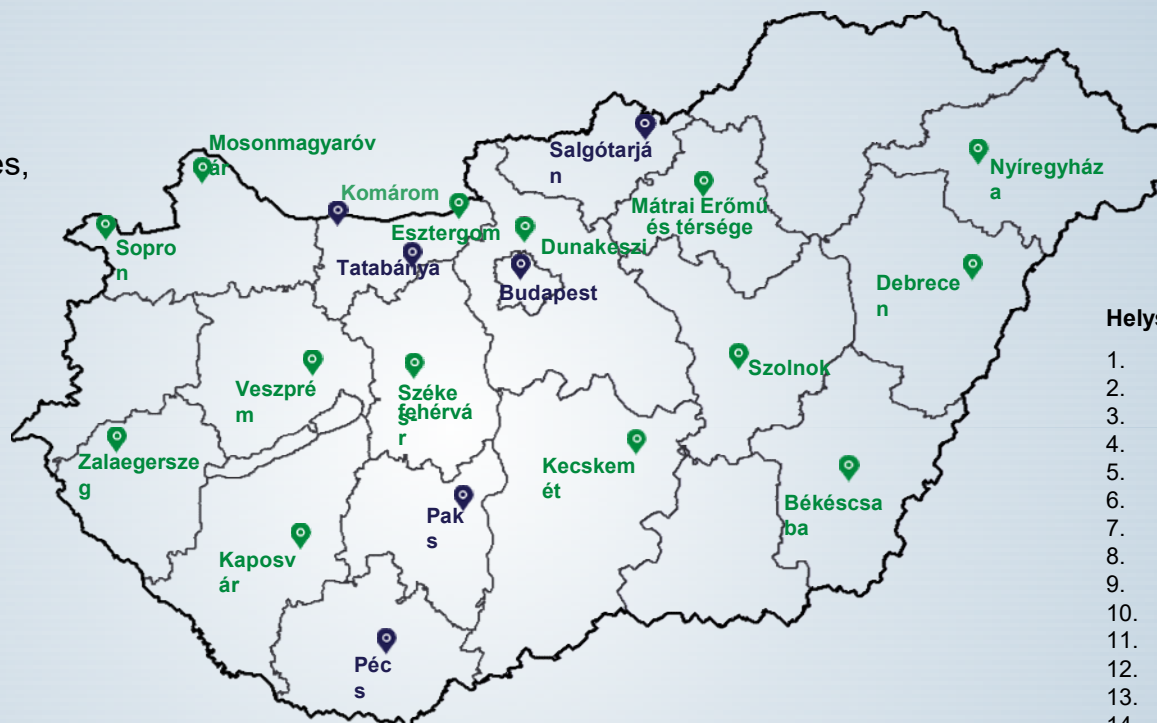 es,
Mosonmagyaróv
ár
Komárom
Esztergom
Sopro
n
Tatabánya
Salgótarjá
n
Dunakeszi
Budapest
Mátrai Erőmű
és térsége
Nyíregyház
a
Debrece
n
Veszpré
m
Széke
s-
fehérvá
r
Szolnok
Zalaegersze
g
Kecskem
ét
Békéscsa
ba
Pak
s
Kaposv
ár
Péc
s
Helys
1.
2.
3.
4.
5.
6.
7.
8.
9.
10.
11.
12.
13.
14.